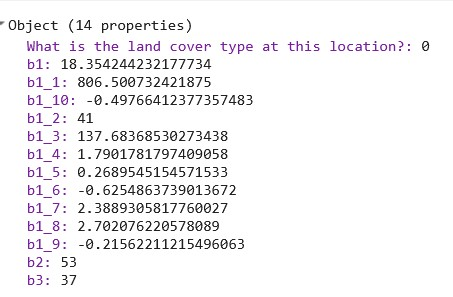 Object (14 properties)
What is the land cover type at this location?: 0
b1: 18.354244232177734
b1_1: 806.500732421875
b1_10: -0.49766412377357483
b1_2: 41
b1_3: 137.68368530273438
b1_4: 1.7901781797409058
b1_5: 0.2689545154571533
b1_6: -0.6254863739013672
b1_7: 2.3889305817760027
b1_8: 2.702076220578089
b1_9: -0.21562211215496063
b2: 53
b3: 37